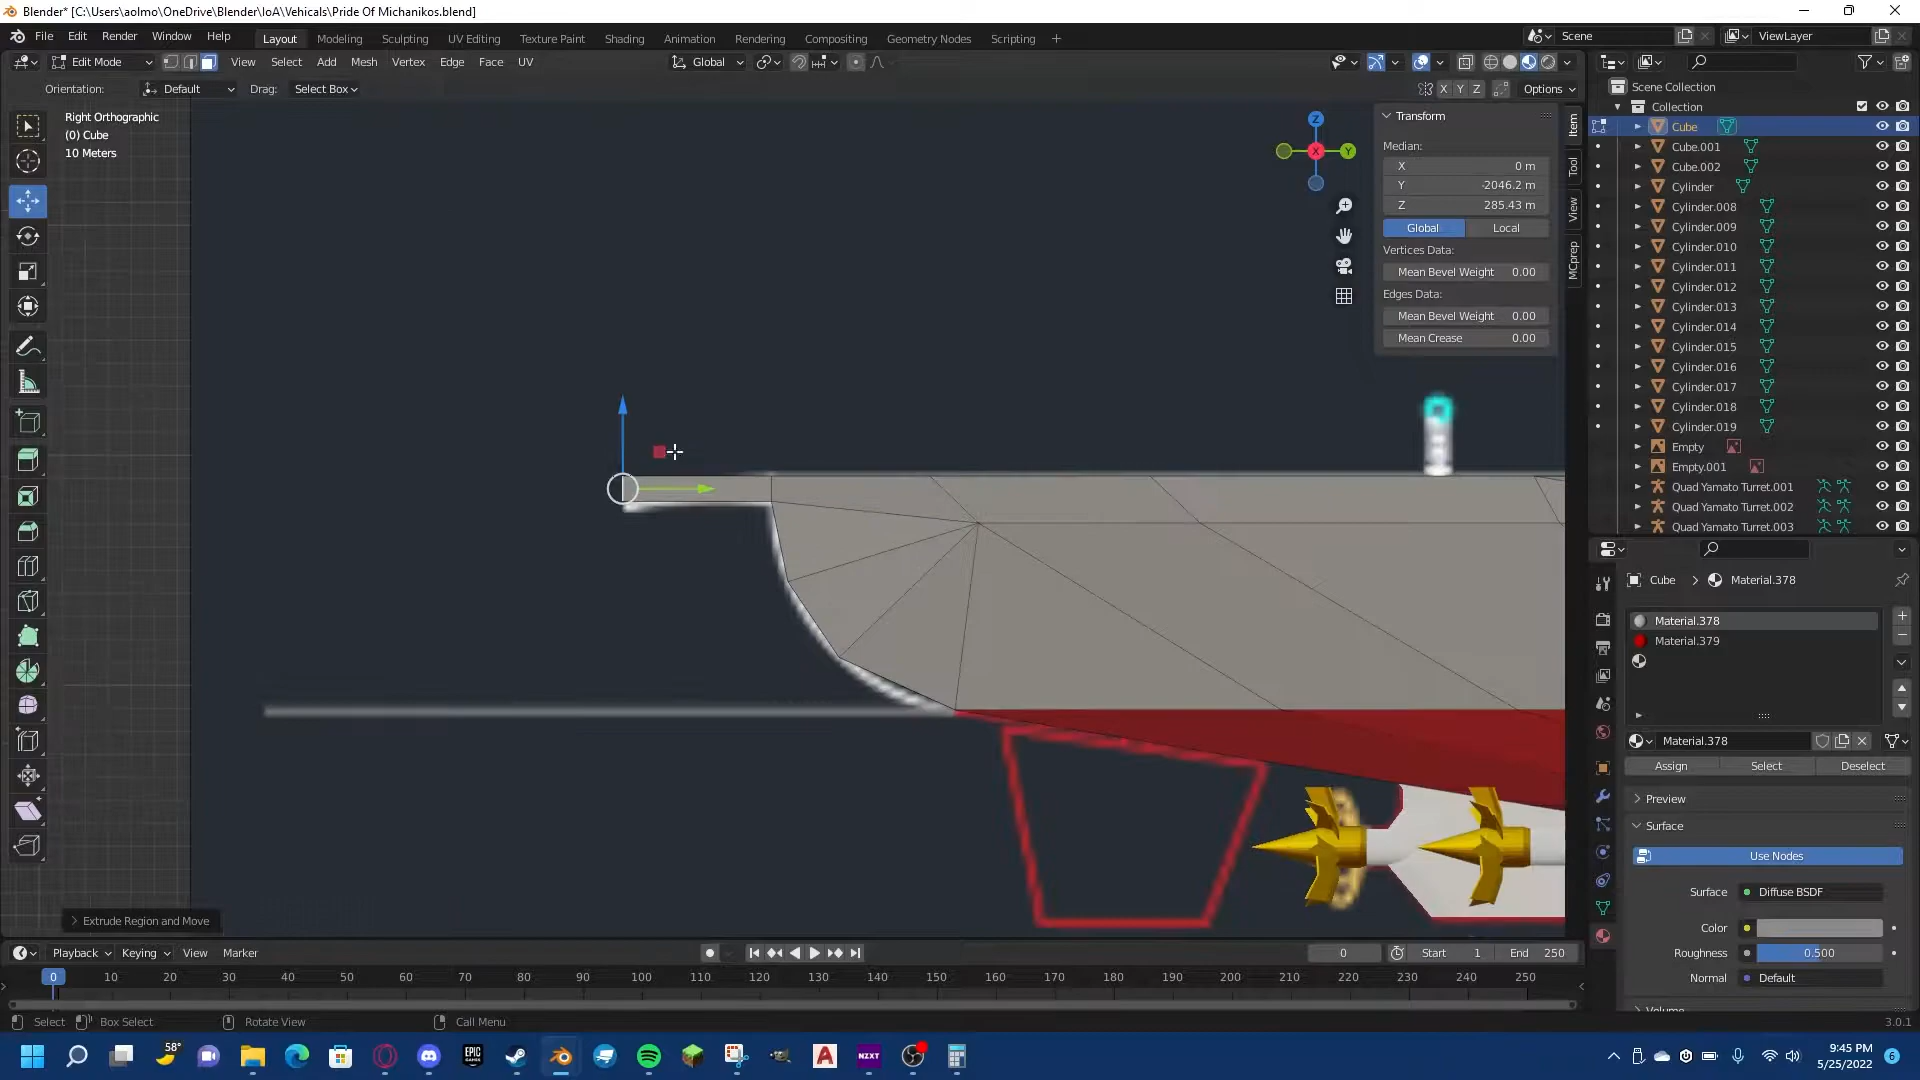 Blender* [C:\Users\aolmo\OneDrive\Blender\IoA\Vehicals\Pride Of Michanikos.blend]
File Edit Render Window Help Layout Modeling Sculpting UV Editing Texture Paint Shading Animation Rendering Compositing Geometry Nodes Scripting + Scene ViewLayer
Edit Mode View Select Add Mesh Vertex Edge Face UV Global
Orientation: Default Drag: Select Box X Y Z Options
Right Orthographic
(0) Cube
10 Meters
Z
X
Y
Transform
Median:
X 0 m
Y -2046.2 m
Z 285.43 m
Global Local
Vertices Data:
Mean Bevel Weight 0.00
Edges Data:
Mean Bevel Weight 0.00
Mean Crease 0.00
Item
Tool
View
MCprep
Scene Collection
Collection
Cube
Cube.001
Cube.002
Cylinder
Cylinder.008
Cylinder.009
Cylinder.010
Cylinder.011
Cylinder.012
Cylinder.013
Cylinder.014
Cylinder.015
Cylinder.016
Cylinder.017
Cylinder.018
Cylinder.019
Empty
Empty.001
Quad Yamato Turret.001
Quad Yamato Turret.002
Quad Yamato Turret.003
Cube > Material.378
Material.378
Material.379
Material.378
Assign Select Deselect
Preview
Surface
Use Nodes
Surface Diffuse BSDF
Color
Roughness 0.500
Normal Default
Volume
Extrude Region and Move
Playback Keying View Marker 0 Start 1 End 250
0 10 20 30 40 50 60 70 80 90 100 110 120 130 140 150 160 170 180 190 200 210 220 230 240 250
Select Box Select Rotate View Call Menu 3.0.1
58° EPIC GAMES A NZXT
9:45 PM
5/25/2022
6